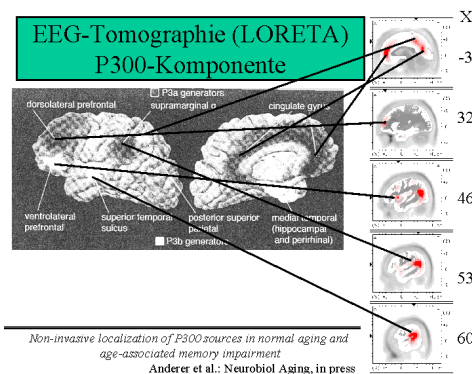 EEG-Tomographie (LORETA)
P300-Komponente
X
-3
32
46
53
60
P3a generators
dorsolateral prefrontal
supramarginal g
cingulate gyrus
ventrolateral
prefrontal
superior temporal
sulcus
posterior superior
parietal
medial temporal
(hippocampal
and perirhinal)
P3b generators
Non-invasive localization of P300 sources in normal aging and
age-associated memory impairment
Anderer et al.: Neurobiol Aging, in press